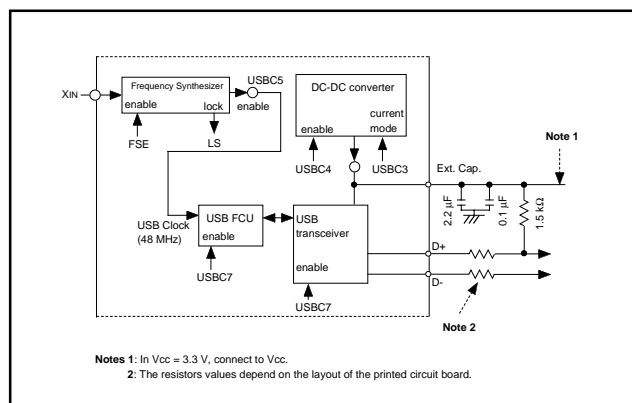 Frequency Synthesizer
USBC5
XIN
enable
lock
enable
FSE
LS
DC-DC converter
current
mode
enable
USBC4
USBC3
Ext. Cap.
Note 1
2.2 µF
0.1 µF
1.5 kΩ
USB Clock
(48 MHz)
USB FCU
enable
USBC7
USB
transceiver
enable
USBC7
D+
D-
Note 2
Notes 1: In Vcc = 3.3 V, connect to Vcc.
2: The resistors values depend on the layout of the printed circuit board.